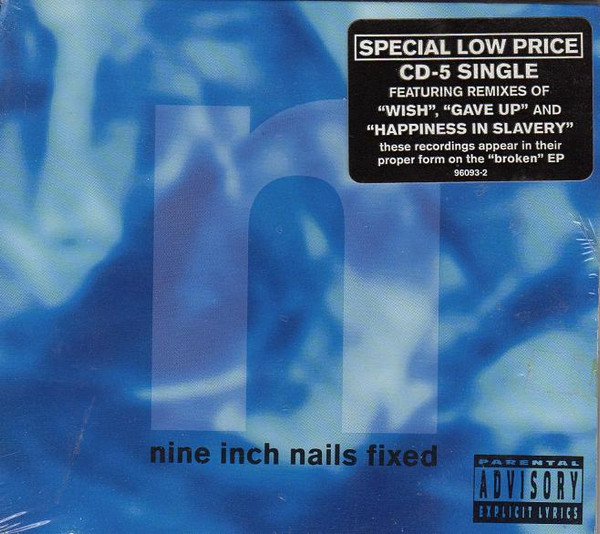 SPECIAL LOW PRICE
CD-5 SINGLE
FEATURING REMIXES OF
“WISH”, “GAVE UP” AND
“HAPPINESS IN SLAVERY”
these recordings appear in their
proper form on the “broken” EP
96093-2
n
nine inch nails fixed
PARENTAL
ADVISORY
EXPLICIT LYRICS